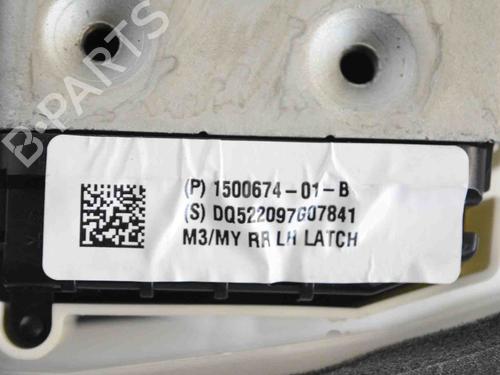 B-PARTS
(P) 1500674-01-B
(S) DQ522097G07841
M3/MY RR LH LATCH